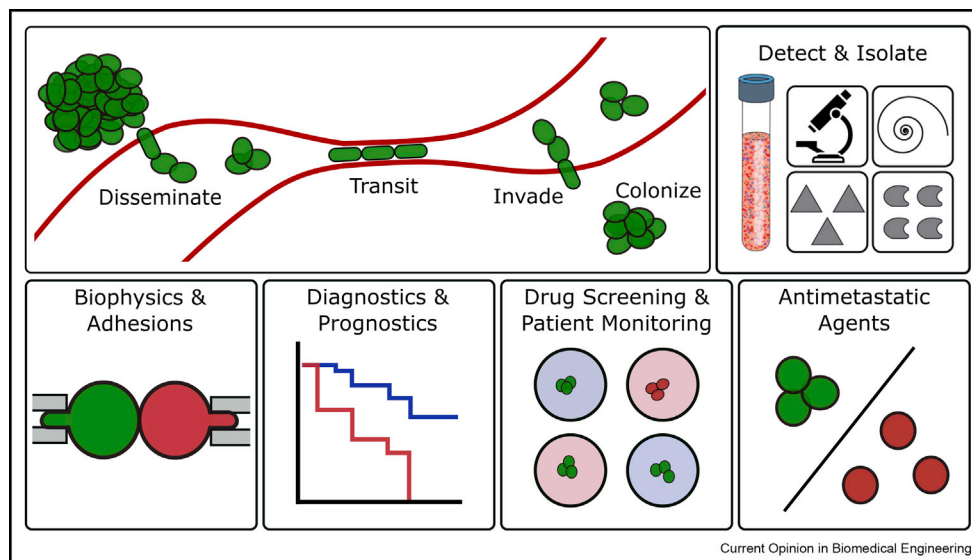 Disseminate
Transit
Invade
Colonize
Detect & Isolate
Biophysics &
Adhesions
Diagnostics &
Prognostics
Drug Screening &
Patient Monitoring
Antimetastatic
Agents
Current Opinion in Biomedical Engineering